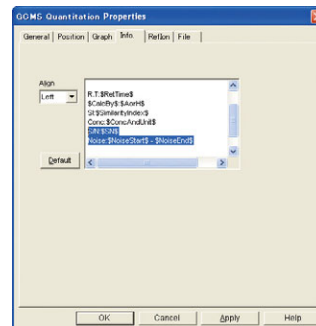 GCMS Quantitation Properties
General Position Graph Info. RefIon File
Align
Left
R.T:$RetTime$
$CalcBy$:$AorH$
SI:$SimilarityIndex$
Conc:$ConcAndUnit$
S/N:$SN$
Noise:$NoiseStart$ - $NoiseEnd$
Default
OK Cancel Apply Help